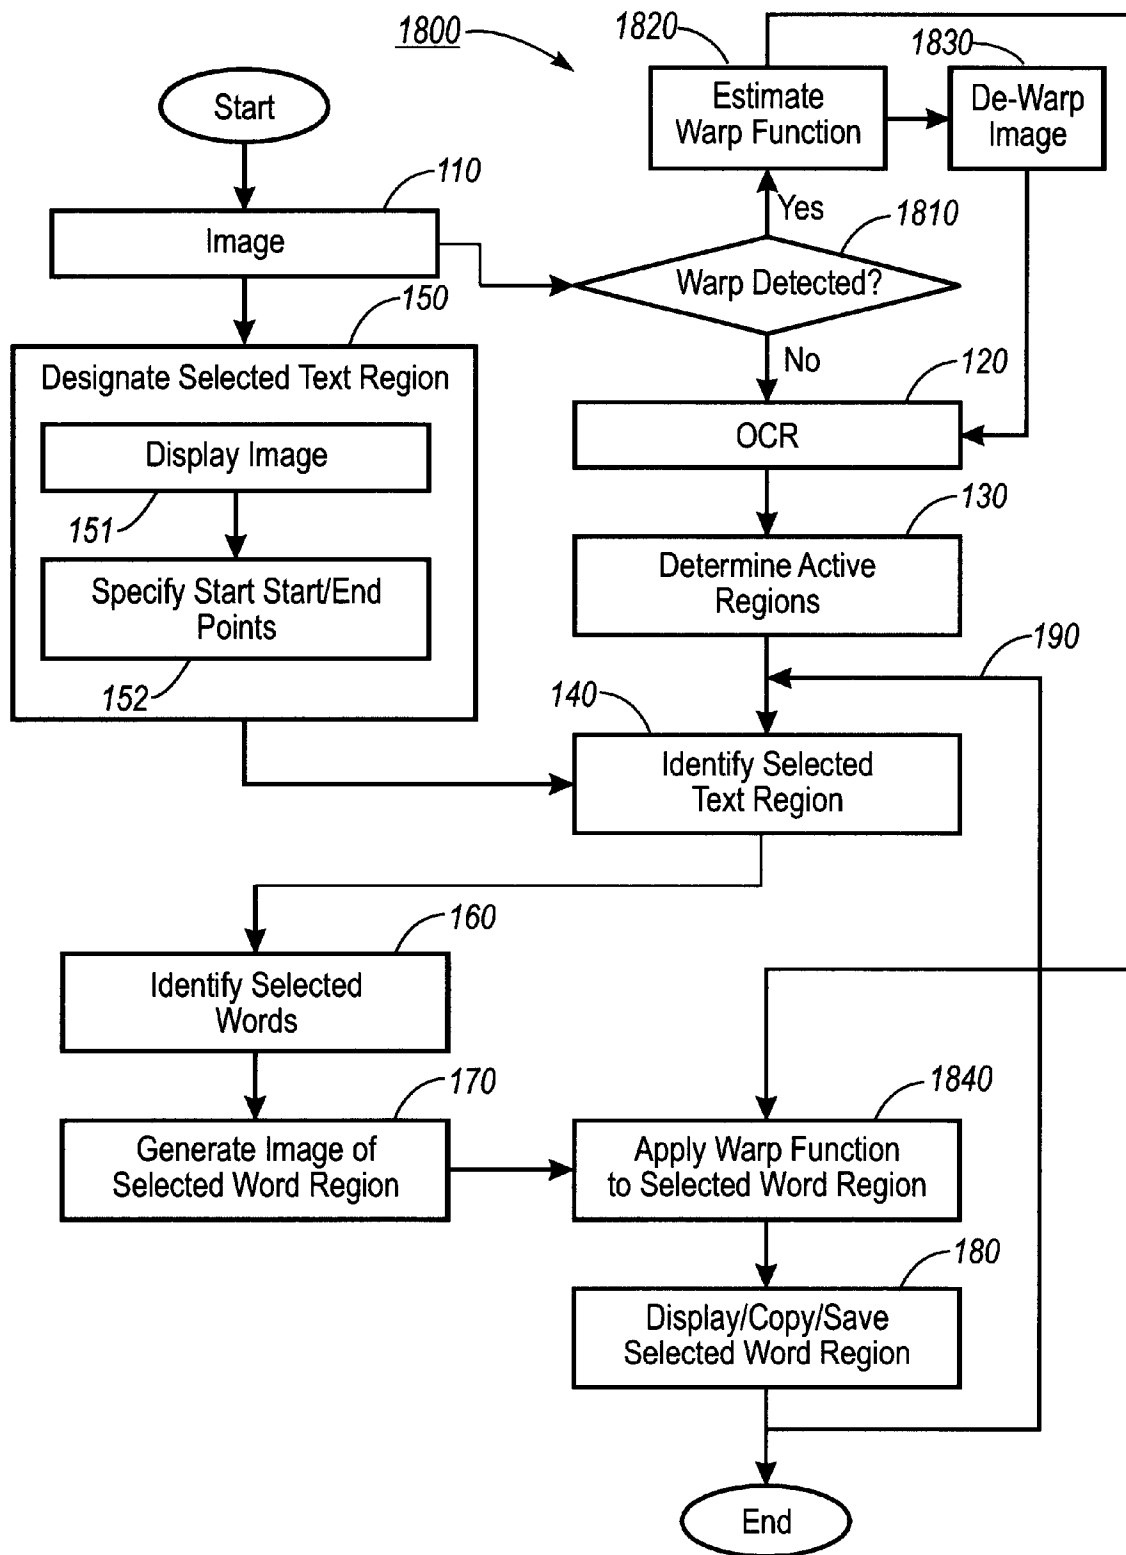 1800
1820
1830
Start
Estimate
Warp Function
De-Warp
Image
110
Yes
1810
Image
Warp Detected?
150
No
120
Designate Selected Text Region
OCR
Display Image
151
130
Specify Start Start/End
Points
152
Determine Active
Regions
190
140
Identify Selected
Text Region
160
Identify Selected
Words
170
1840
Generate Image of
Selected Word Region
Apply Warp Function
to Selected Word Region
180
Display/Copy/Save
Selected Word Region
End